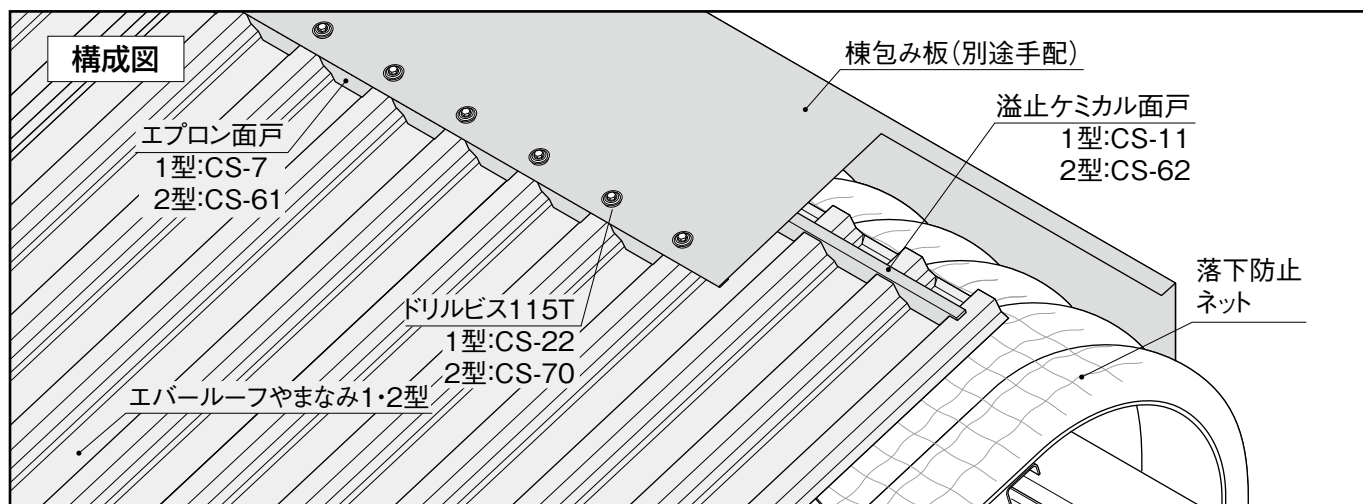 構成図
棟包み板(別途手配)
溢止ケミカル面戸
1型:CS-11
2型:CS-62
エプロン面戸
1型:CS-7
2型:CS-61
落下防止
ネット
ドリルビス115T
1型:CS-22
2型:CS-70
エバールーフやまなみ1・2型